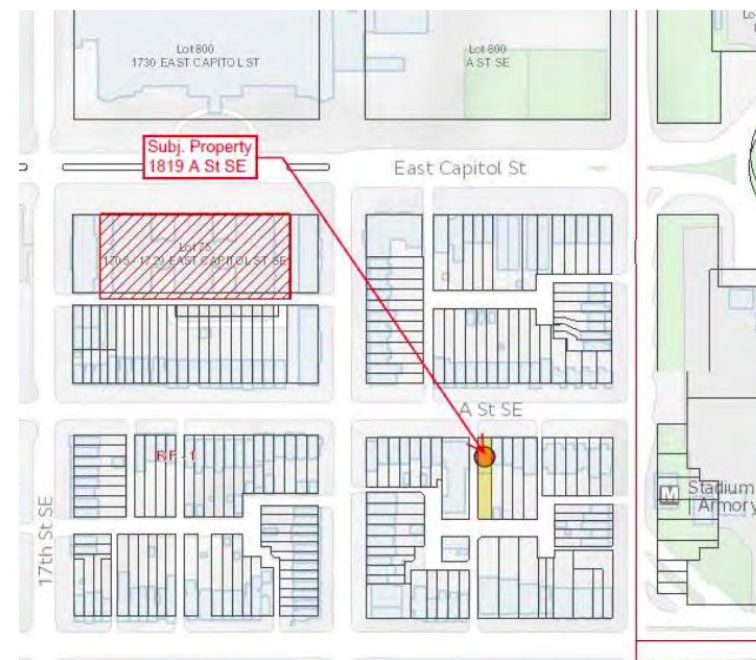 Lot 800
1730 EAST CAPITOL ST
Lot 800
A ST SE
Subj. Property
1819 A St SE
East Capitol St
Lot 75
EAST CAPITOL ST SE
A St SE
RF-1
17th St SE
M
Stadium
Armory